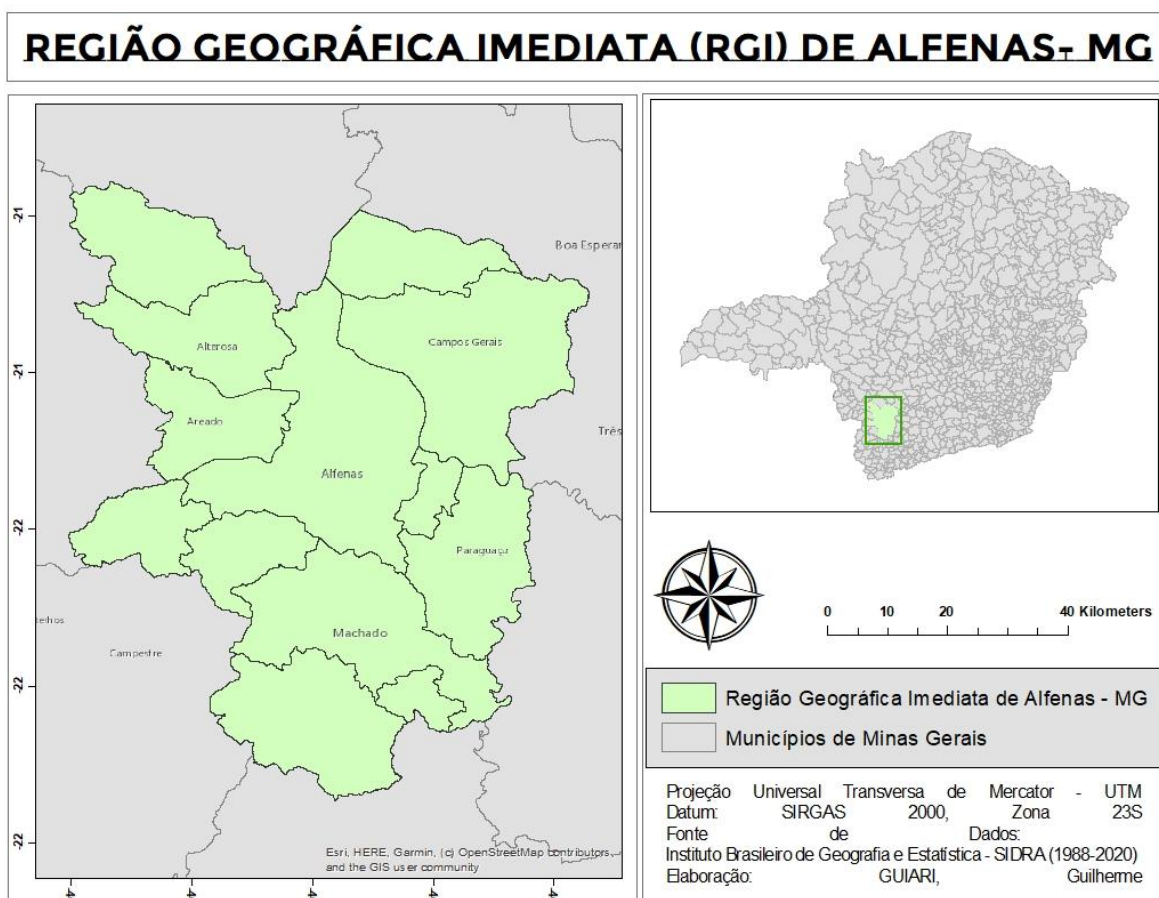 REGIÃO GEOGRÁFICA IMEDIATA (RGI) DE ALFENAS- MG
-21
-21
-22
-22
-22
Boa Esperar
Alterosa
Campos Gerais
Areado
Três
Alfenas
Paraguaçu
Machado
Campestre
Esri, HERE, Garmin, (c) OpenStreetMap contributors,
and the GIS user community
0 10 20 40 Kilometers
Região Geográfica Imediata de Alfenas - MG
Municípios de Minas Gerais
Projeção Universal Transversa de Mercator - UTM
Datum: SIRGAS 2000, Zona 23S
Fonte de Dados:
Instituto Brasileiro de Geografia e Estatística - SIDRA (1988-2020)
Elaboração: GUIARI, Guilherme